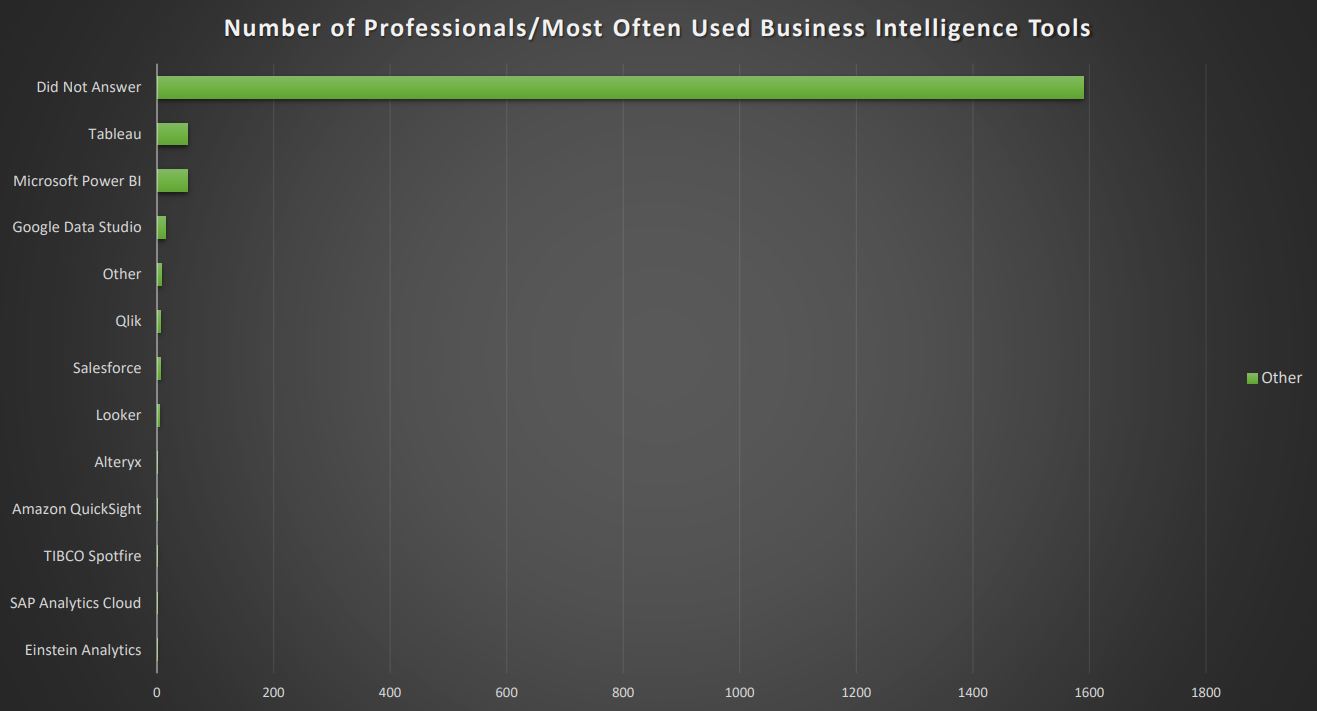 Number of Professionals/Most Often Used Business Intelligence Tools
Did Not Answer
Tableau
Microsoft Power BI
Google Data Studio
Other
Qlik
Salesforce
Looker
Alteryx
Amazon QuickSight
TIBCO Spotfire
SAP Analytics Cloud
Einstein Analytics
0 200 400 600 800 1000 1200 1400 1600 1800
Other